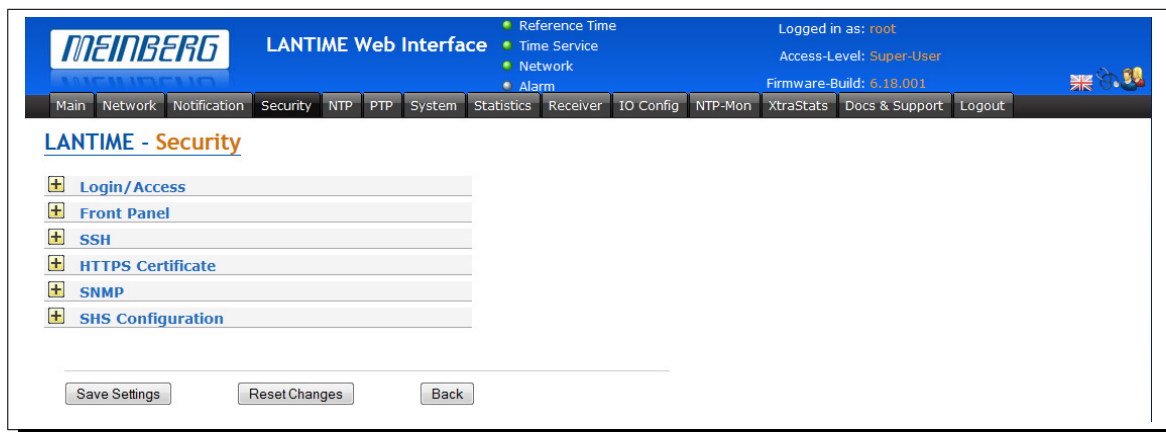 MEINBERG
LANTIME Web Interface
Reference Time
Time Service
Network
Alarm
Logged in as: root
Access-Level: Super-User
Firmware-Build: 6.18.001
Main Network Notification Security NTP PTP System Statistics Receiver IO Config NTP-Mon XtraStats Docs & Support Logout
LANTIME - Security
Login/Access
Front Panel
SSH
HTTPS Certificate
SNMP
SHS Configuration
Save Settings Reset Changes Back